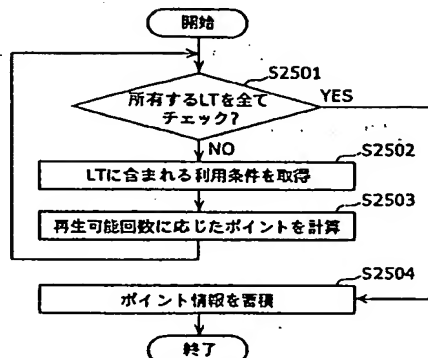 開始
S2501
所有するLTを全て
チェック?
YES
NO
S2502
LTに含まれる利用条件を取得
S2503
再生可能回数に応じたポイントを計算
S2504
ポイント情報を蓄積
終了